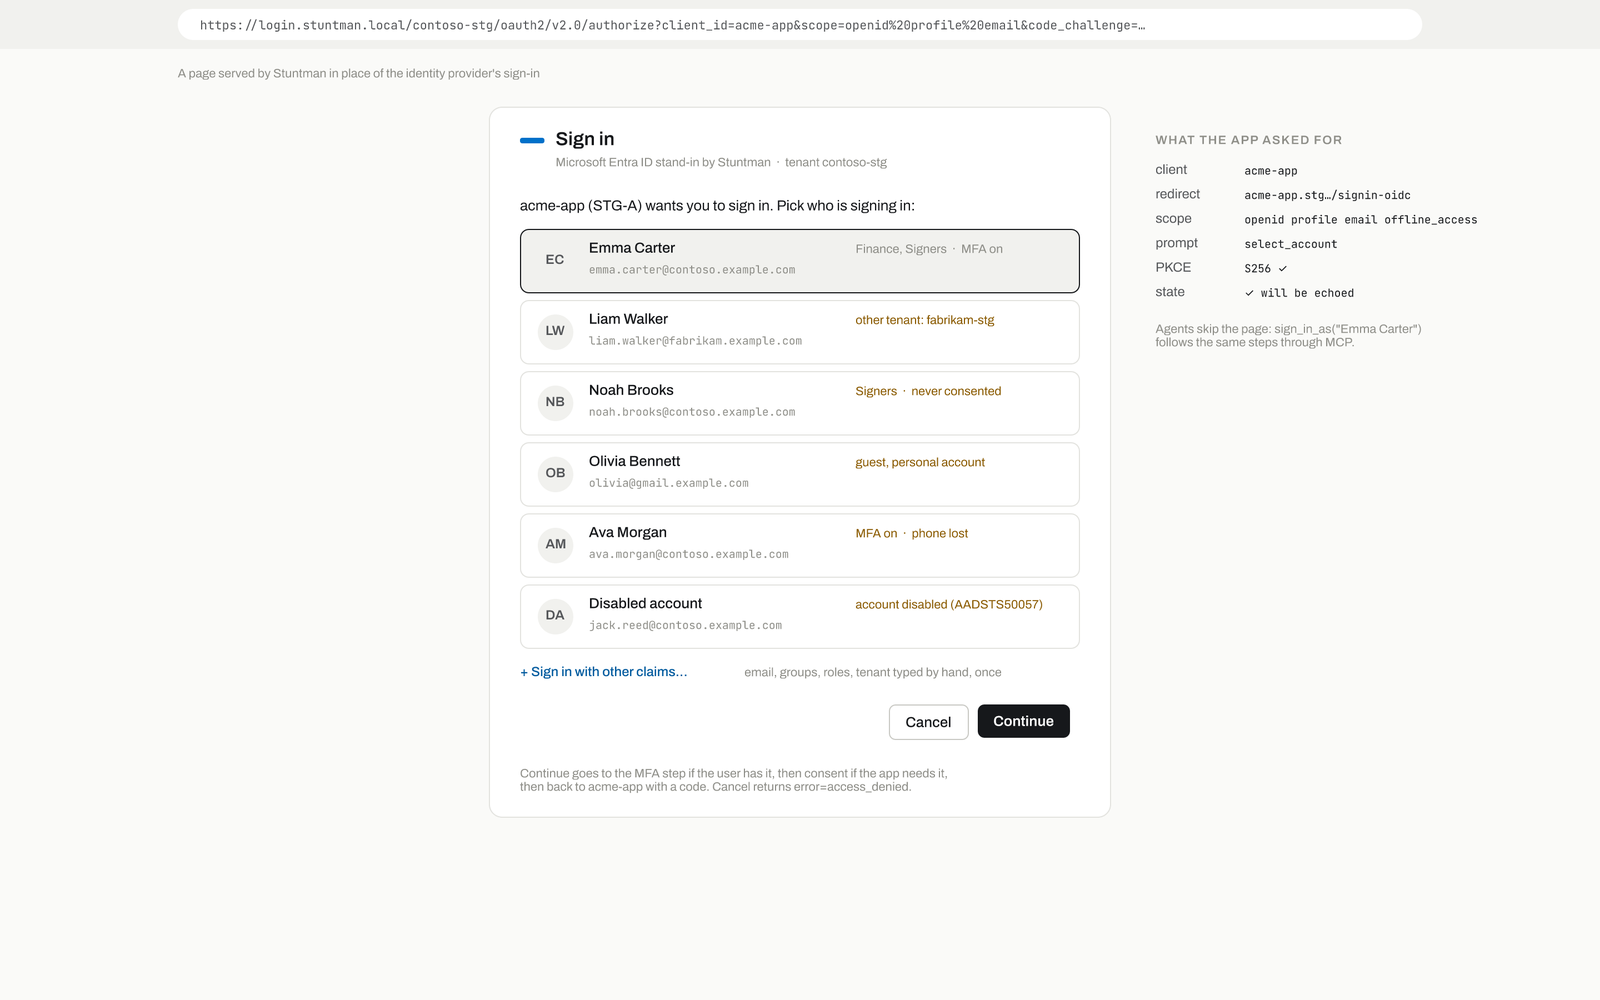 https://login.stuntman.local/contoso-stg/oauth2/v2.0/authorize?client_id=acme-app&scope=openid%20profile%20email&code_challenge=…
A page served by Stuntman in place of the identity provider's sign-in
Sign in
Microsoft Entra ID stand-in by Stuntman · tenant contoso-stg
acme-app (STG-A) wants you to sign in. Pick who is signing in:
EC
Emma Carter
Finance, Signers · MFA on
emma.carter@contoso.example.com
LW
Liam Walker
other tenant: fabrikam-stg
liam.walker@fabrikam.example.com
NB
Noah Brooks
Signers · never consented
noah.brooks@contoso.example.com
OB
Olivia Bennett
guest, personal account
olivia@gmail.example.com
AM
Ava Morgan
MFA on · phone lost
ava.morgan@contoso.example.com
DA
Disabled account
account disabled (AADSTS50057)
jack.reed@contoso.example.com
+ Sign in with other claims... email, groups, roles, tenant typed by hand, once
Cancel
Continue
Continue goes to the MFA step if the user has it, then consent if the app needs it,
then back to acme-app with a code. Cancel returns error=access_denied.
WHAT THE APP ASKED FOR
client acme-app
redirect acme-app.stg…/signin-oidc
scope openid profile email offline_access
prompt select_account
PKCE S256 ✓
state ✓ will be echoed
Agents skip the page: sign_in_as("Emma Carter")
follows the same steps through MCP.